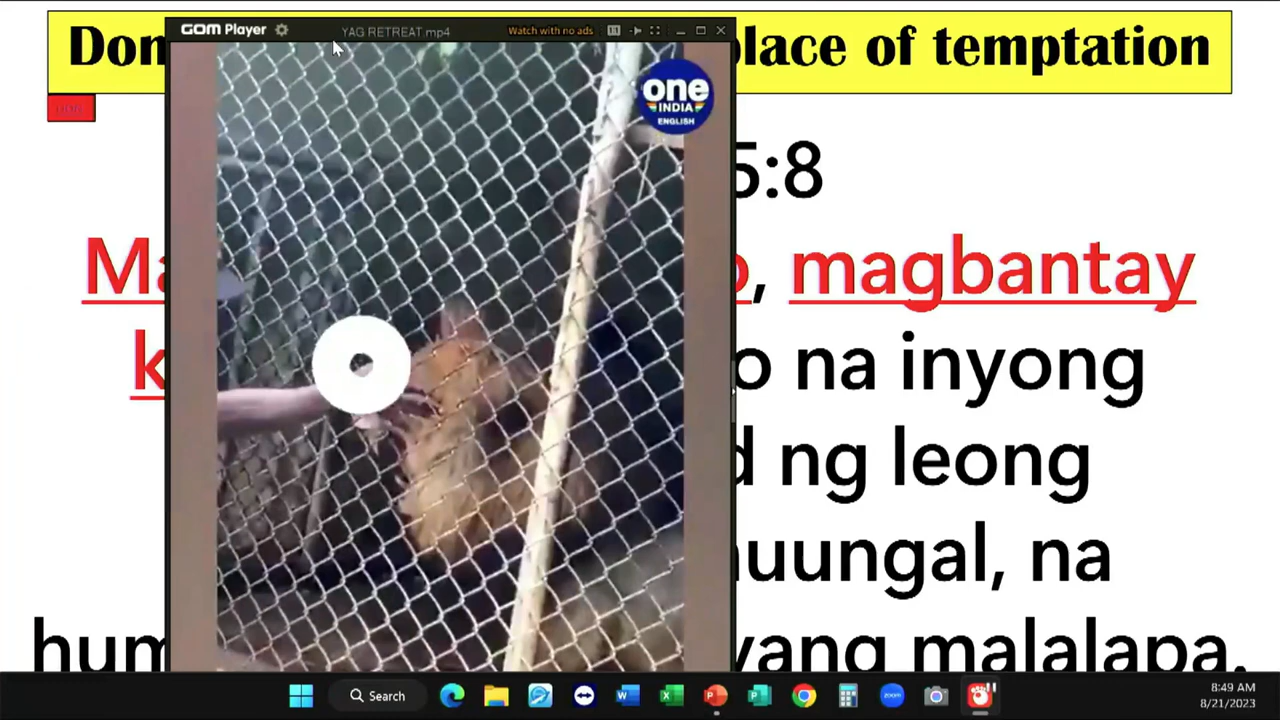 GOM Player YAG RETREAT.mp4 Watch with no ads
Don place of temptation
one
INDIA
ENGLISH
5:8
Ma o, magbantay
k o na inyong
d ng leong
uungal, na
hum yang malalapa.
Search
8:49 AM
8/21/2023